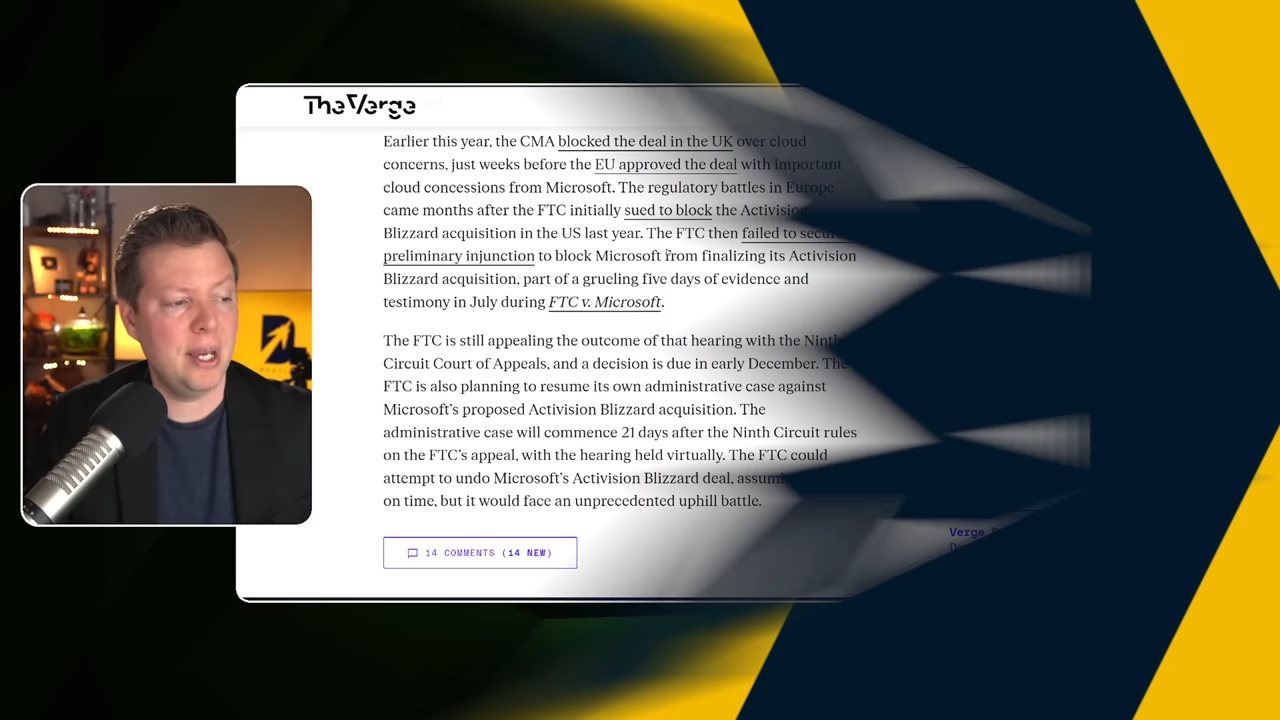 The Verge
Earlier this year, the CMA blocked the deal in the UK over cloud
concerns, just weeks before the EU approved the deal with important
cloud concessions from Microsoft. The regulatory battles in Europe
came months after the FTC initially sued to block the Activision
Blizzard acquisition in the US last year. The FTC then failed to
preliminary injunction to block Microsoft from finalizing its Activision
Blizzard acquisition, part of a grueling five days of evidence and
testimony in July during FTC v. Microsoft.
The FTC is still appealing the outcome of that hearing with the Ninth
Circuit Court of Appeals, and a decision is due in early December. The
FTC is also planning to resume its own administrative case against
Microsoft’s proposed Activision Blizzard acquisition. The
administrative case will commence 21 days after the Ninth Circuit rules
on the FTC’s appeal, with the hearing held virtually. The FTC could
attempt to undo Microsoft’s Activision Blizzard deal,
on time, but it would face an unprecedented uphill battle.
14 COMMENTS (14 NEW)
Verge